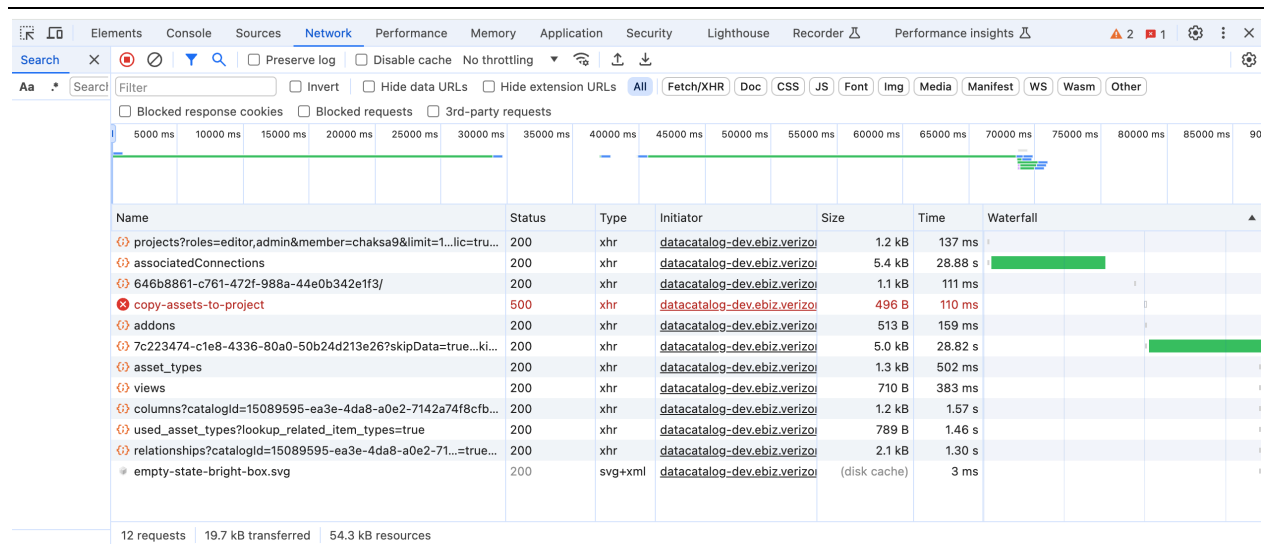 Elements Console Sources Network Performance Memory Application Security Lighthouse Recorder Performance insights 2 1
Search Preserve log Disable cache No throttling
Aa .* Search Filter Invert Hide data URLs Hide extension URLs All Fetch/XHR Doc CSS JS Font Img Media Manifest WS Wasm Other
Blocked response cookies Blocked requests 3rd-party requests
5000 ms 10000 ms 15000 ms 20000 ms 25000 ms 30000 ms 35000 ms 40000 ms 45000 ms 50000 ms 55000 ms 60000 ms 65000 ms 70000 ms 75000 ms 80000 ms 85000 ms 90
Name Status Type Initiator Size Time Waterfall
projects?roles=editor,admin&member=chaksa9&limit=1...lic=tru... 200 xhr datacatalog-dev.ebiz.verizo 1.2 kB 137 ms
associatedConnections 200 xhr datacatalog-dev.ebiz.verizo 5.4 kB 28.88 s
646b8861-c761-472f-988a-44e0b342e1f3/ 200 xhr datacatalog-dev.ebiz.verizo 1.1 kB 111 ms
copy-assets-to-project 500 xhr datacatalog-dev.ebiz.verizo 496 B 110 ms
addons 200 xhr datacatalog-dev.ebiz.verizo 513 B 159 ms
7c223474-c1e8-4336-80a0-50b24d213e26?skipData=true...ki... 200 xhr datacatalog-dev.ebiz.verizo 5.0 kB 28.82 s
asset_types 200 xhr datacatalog-dev.ebiz.verizo 1.3 kB 502 ms
views 200 xhr datacatalog-dev.ebiz.verizo 710 B 383 ms
columns?catalogId=15089595-ea3e-4da8-a0e2-7142a74f8cfb... 200 xhr datacatalog-dev.ebiz.verizo 1.2 kB 1.57 s
used_asset_types?lookup_related_item_types=true 200 xhr datacatalog-dev.ebiz.verizo 789 B 1.46 s
relationships?catalogId=15089595-ea3e-4da8-a0e2-71...=true... 200 xhr datacatalog-dev.ebiz.verizo 2.1 kB 1.30 s
empty-state-bright-box.svg 200 svg+xml datacatalog-dev.ebiz.verizo (disk cache) 3 ms
12 requests 19.7 kB transferred 54.3 kB resources